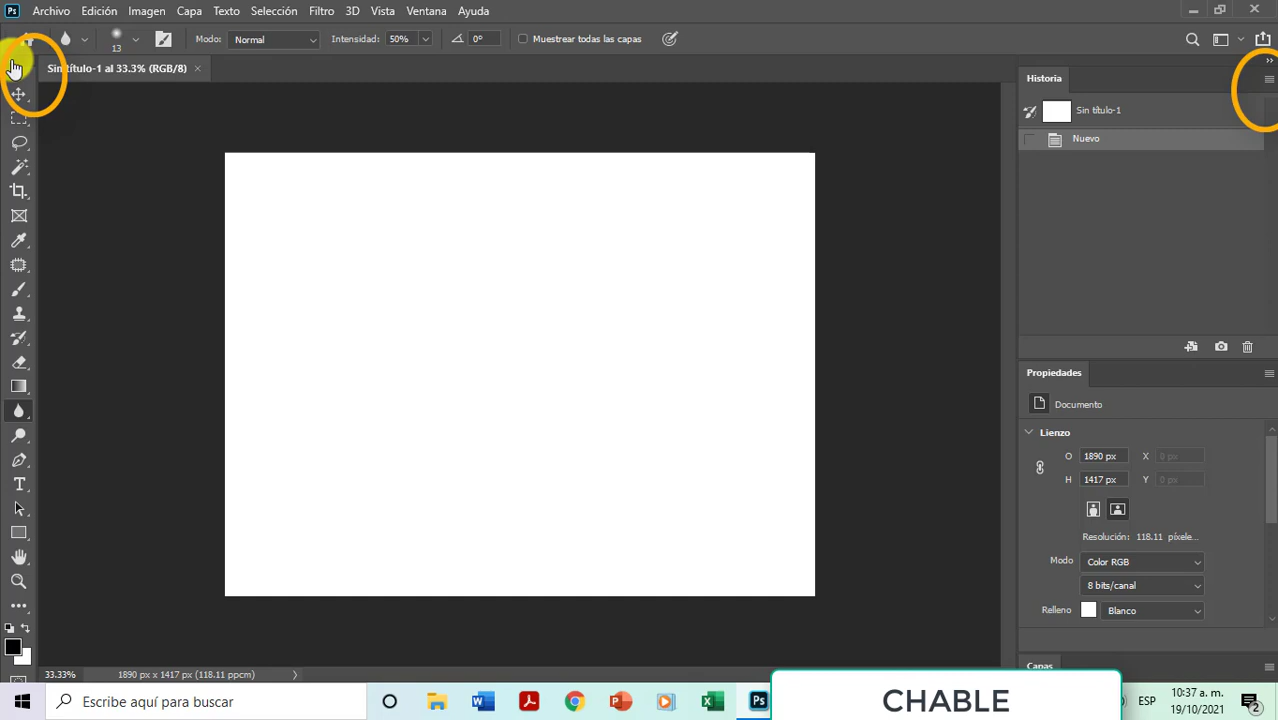 Ps Archivo Edición Imagen Capas Texto Selección Filtro 3D Vista Ventana Ayuda
13 Modo: Normal Intensidad: 50% 0° Muestrear todas las capas
Sin título-1 al 33.3% (RGB/8) ×
Historia
Sin título-1
Nuevo
Propiedades
Documento
Lienzo
O 1890 px X 0 px
H 1417 px Y 0 px
Resolución: 118.11 píxele...
Modo Color RGB
8 bits/canal
Relleno Blanco
Capas
33.33% 1890 px x 1417 px (118.11 ppcm)
Escribe aquí para buscar
CHABLE
ESP
10:37 a. m.
19/10/2021
2